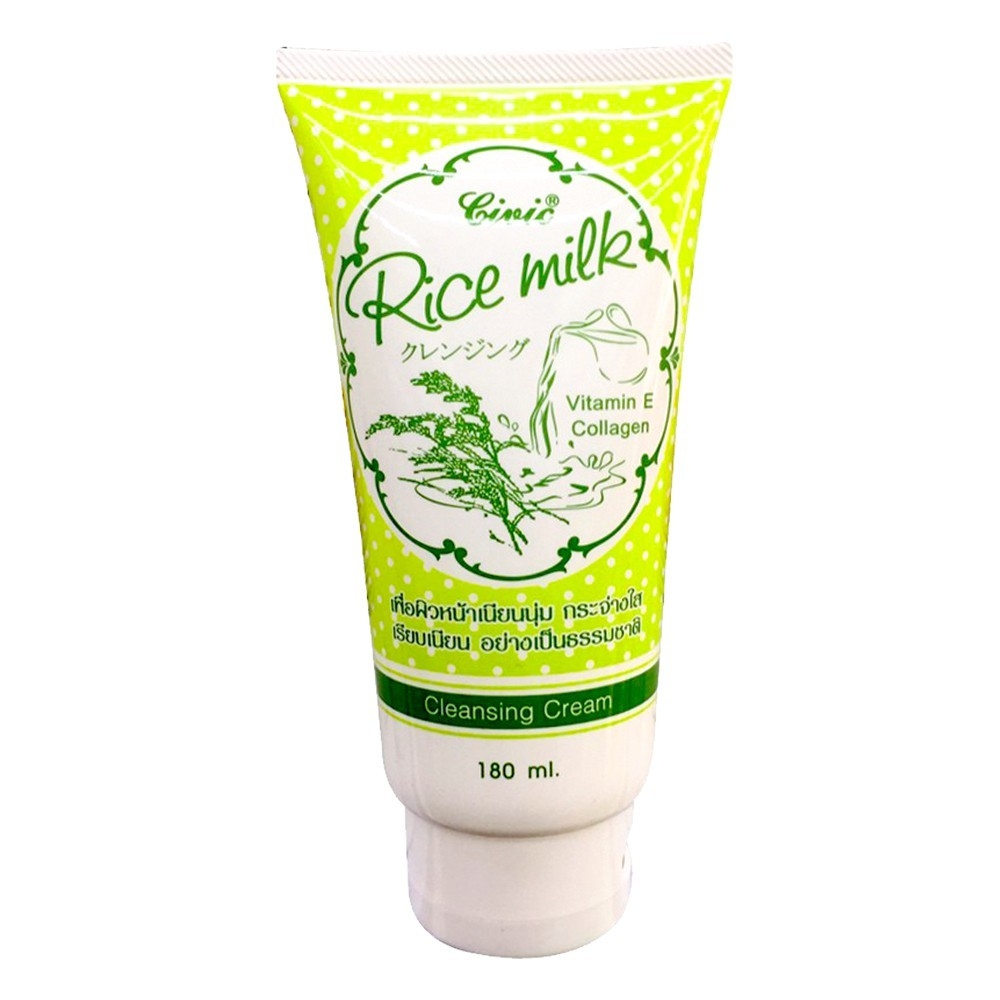 Civic®
Rice milk
クレンジング
Vitamin E
Collagen
เพื่อผิวหน้าเนียนนุ่ม กระจ่างใส
เรียบเนียน อย่างเป็นธรรมชาติ
Cleansing Cream
180 ml.